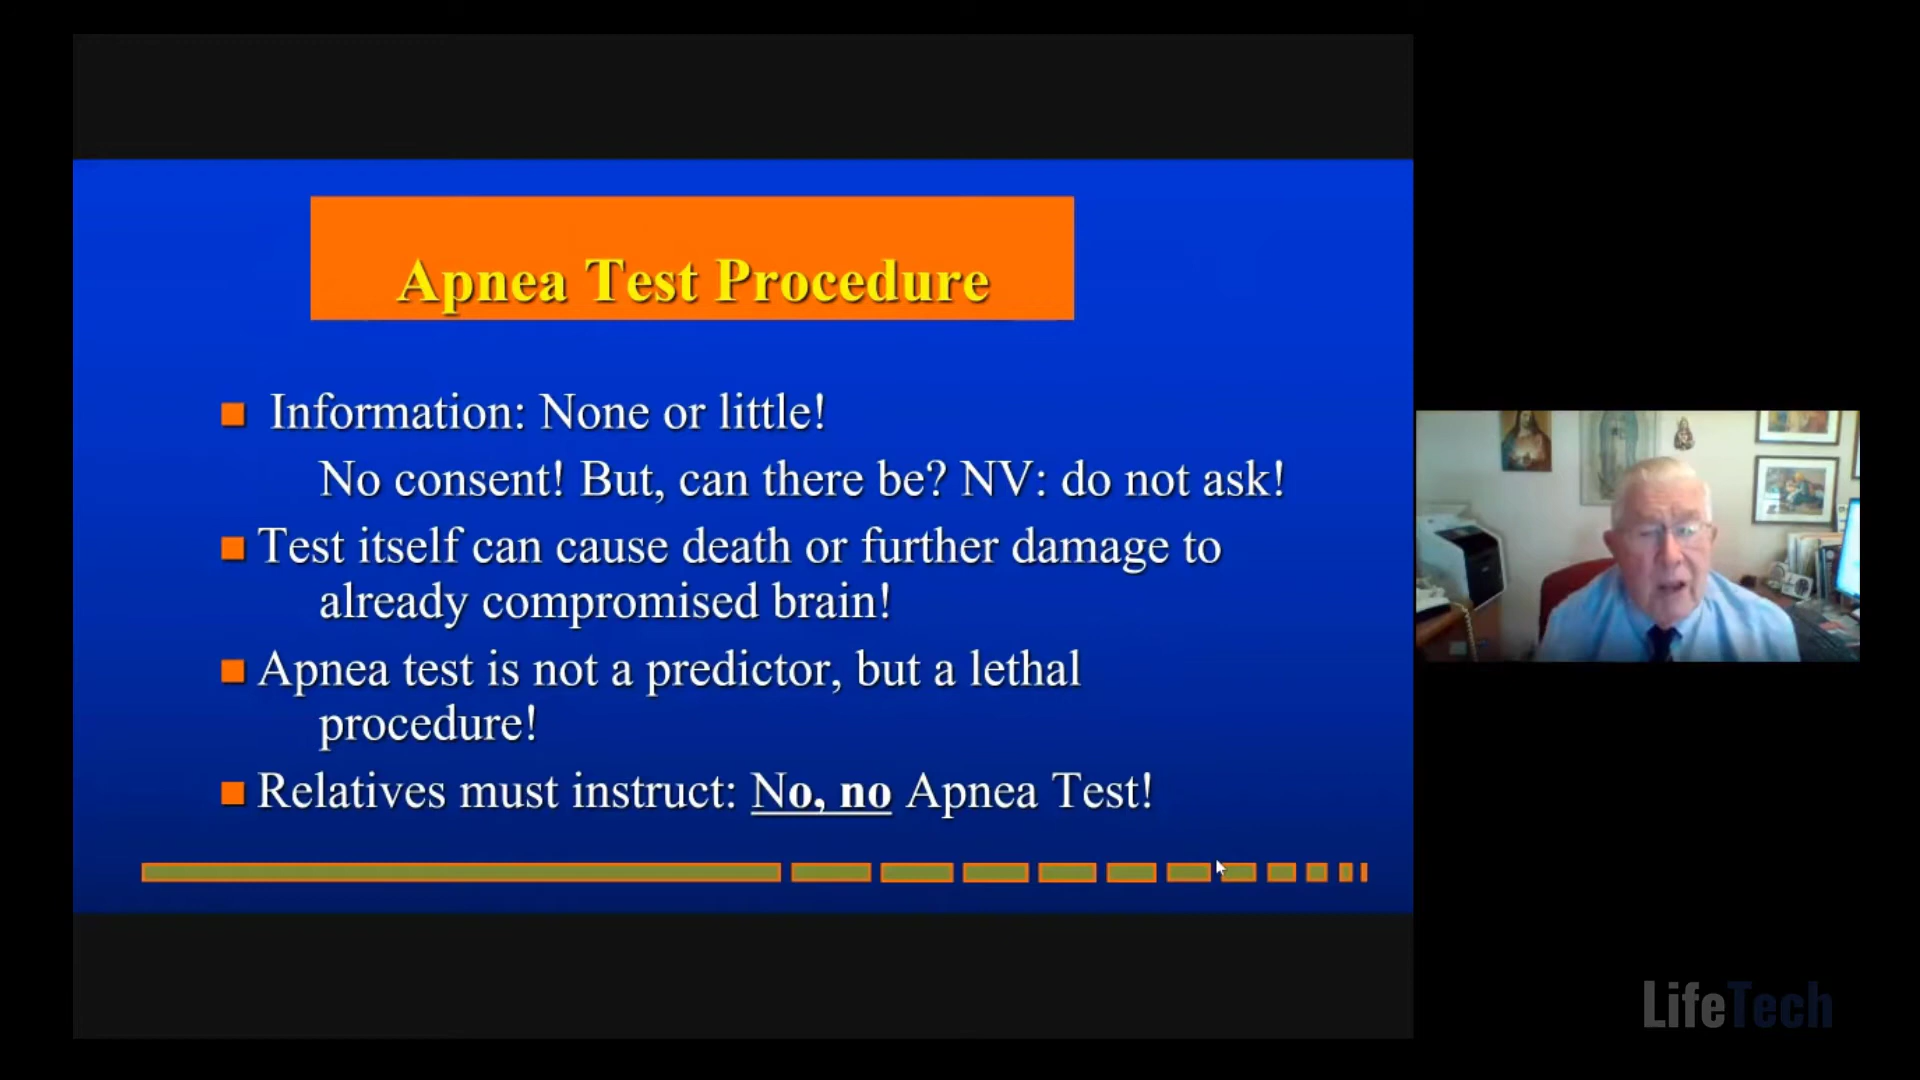 Apnea Test Procedure
Information: None or little!
No consent! But, can there be? NV: do not ask!
Test itself can cause death or further damage to
already compromised brain!
Apnea test is not a predictor, but a lethal
procedure!
Relatives must instruct: No, no Apnea Test!
LifeTech